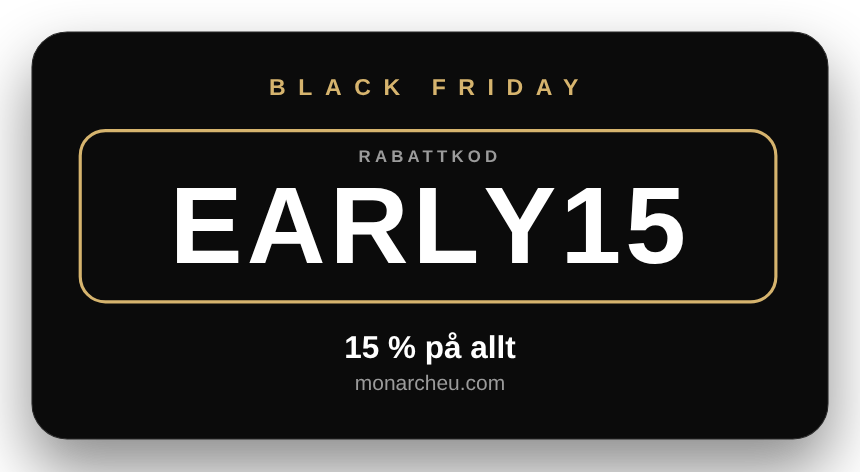 BLACK FRIDAY
RABATTKOD
EARLY15
15 % på allt
monarcheu.com